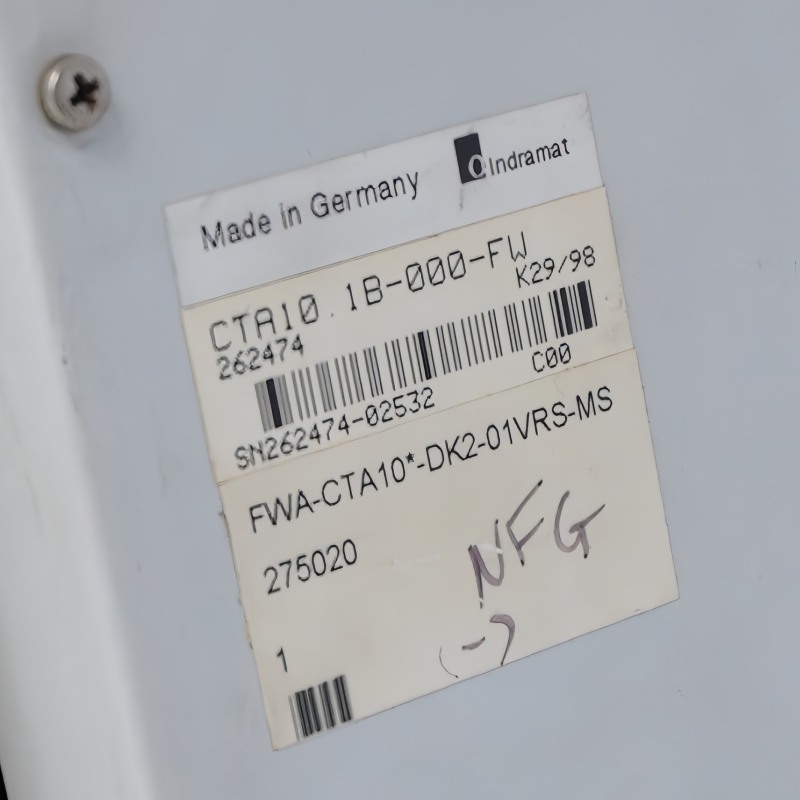 Made in Germany
Indramat
CTA10.1B-000-FW
262474
K29/98
SN262474-02532
C00
FWA-CTA10*-DK2-01VRS-MS
275020
NFG
1
(-)